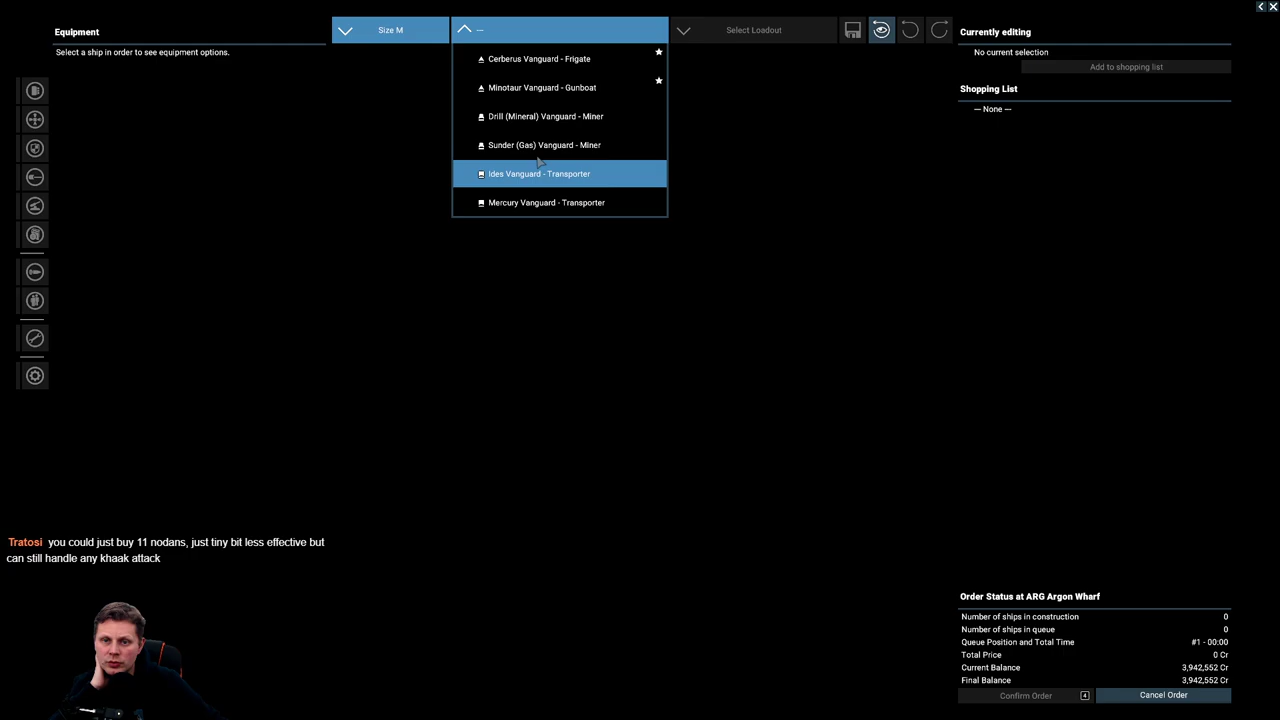 Equipment
Select a ship in order to see equipment options.
Size M
—
Select Loadout
Cerberus Vanguard - Frigate
Minotaur Vanguard - Gunboat
Drill (Mineral) Vanguard - Miner
Sunder (Gas) Vanguard - Miner
Ides Vanguard - Transporter
Mercury Vanguard - Transporter
Currently editing
No current selection
Add to shopping list
Shopping List
— None —
Tratosi you could just buy 11 nodans, just tiny bit less effective but
can still handle any khaak attack
Order Status at ARG Argon Wharf
Number of ships in construction 0
Number of ships in queue 0
Queue Position and Total Time #1 - 00:00
Total Price 0 Cr
Current Balance 3,942,552 Cr
Final Balance 3,942,552 Cr
Confirm Order 4
Cancel Order